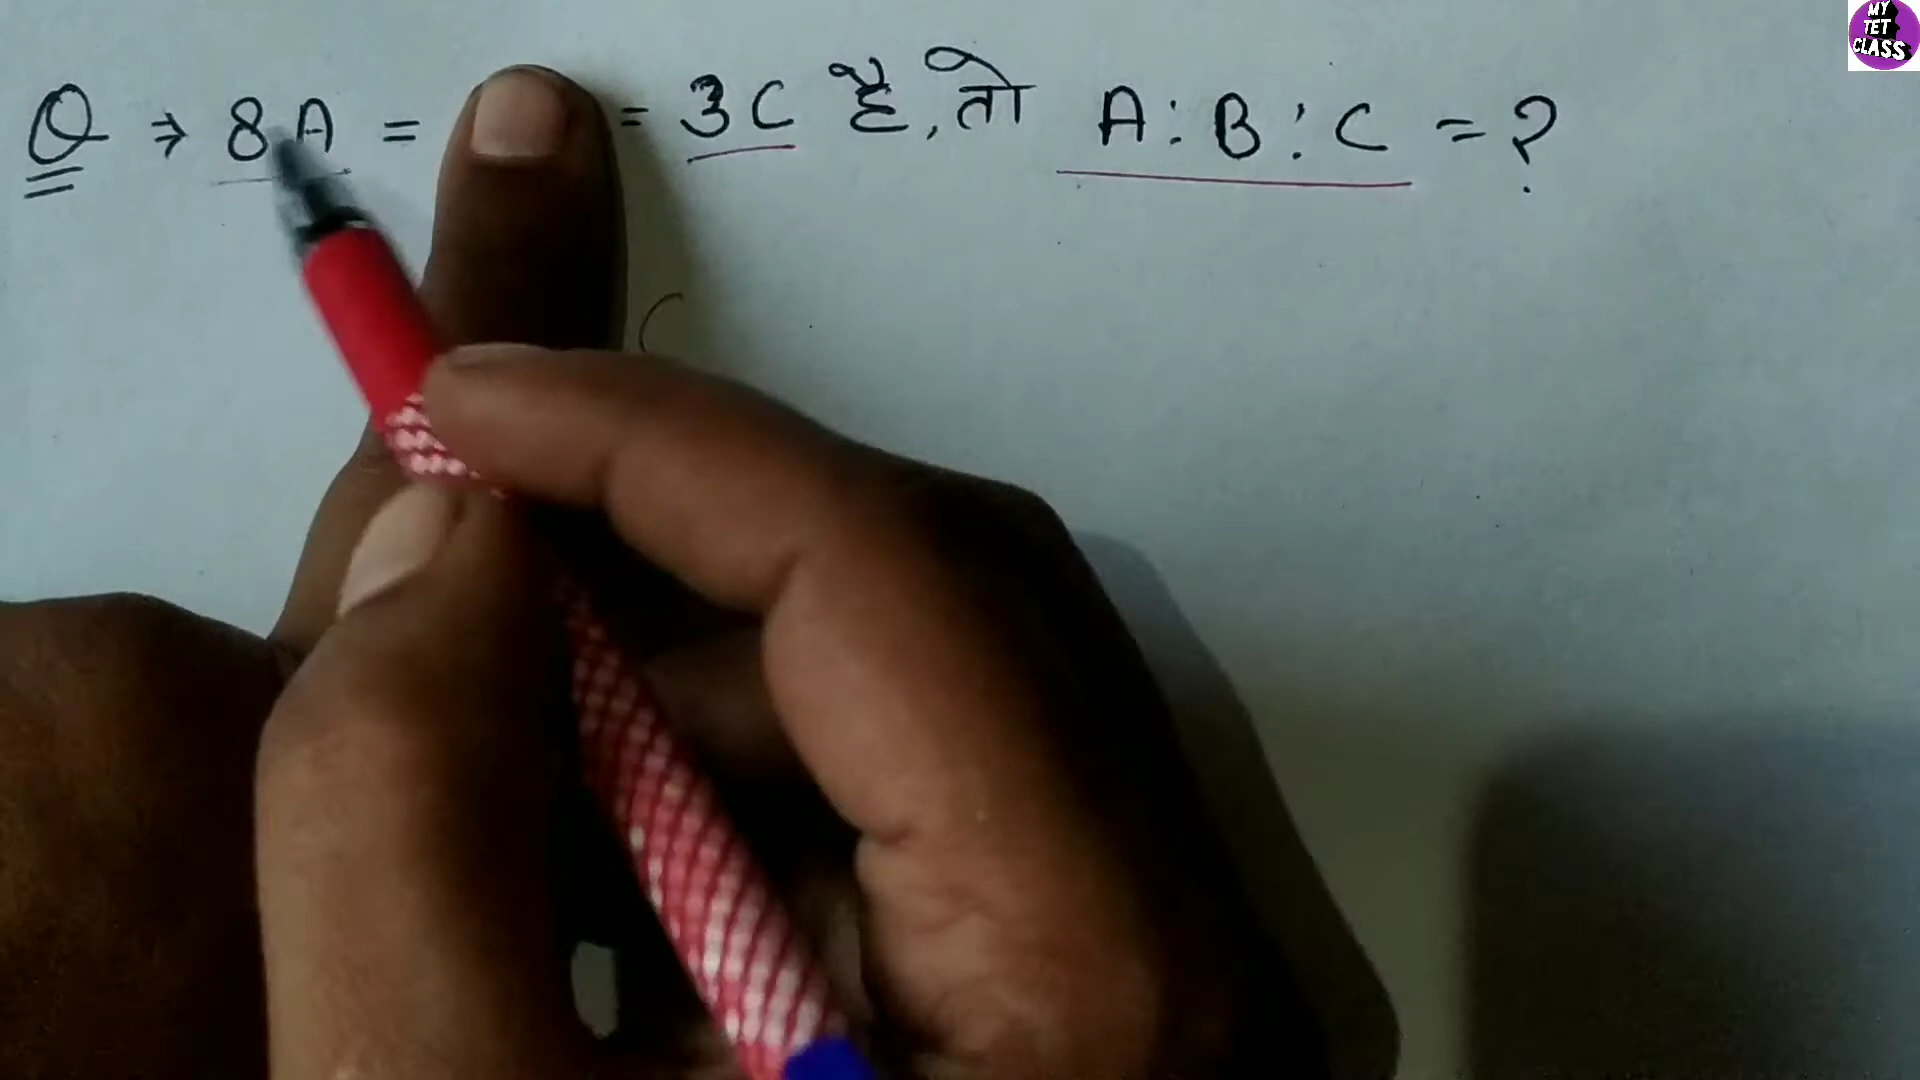 Q ⇒ 8A = = 3C है, तो A : B : C = ?
C
MY
TET
CLASS